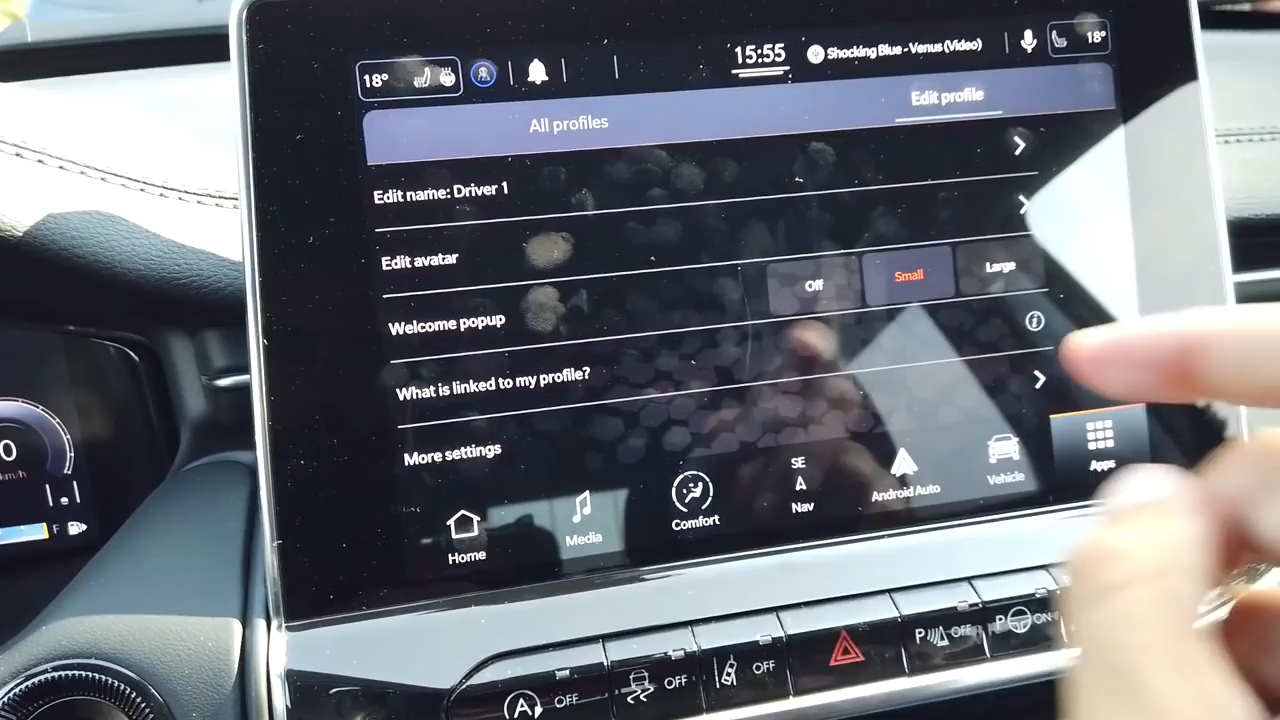 18°
15:55
Shocking Blue - Venus (Video)
18°
All profiles
Edit profile
Edit name: Driver 1
Edit avatar
Welcome popup
Off
Small
Large
What is linked to my profile?
More settings
Home
Media
Comfort
SE
Nav
Android Auto
Vehicle
Apps
0
km/h
F
A OFF
OFF
OFF
P OFF
P ON